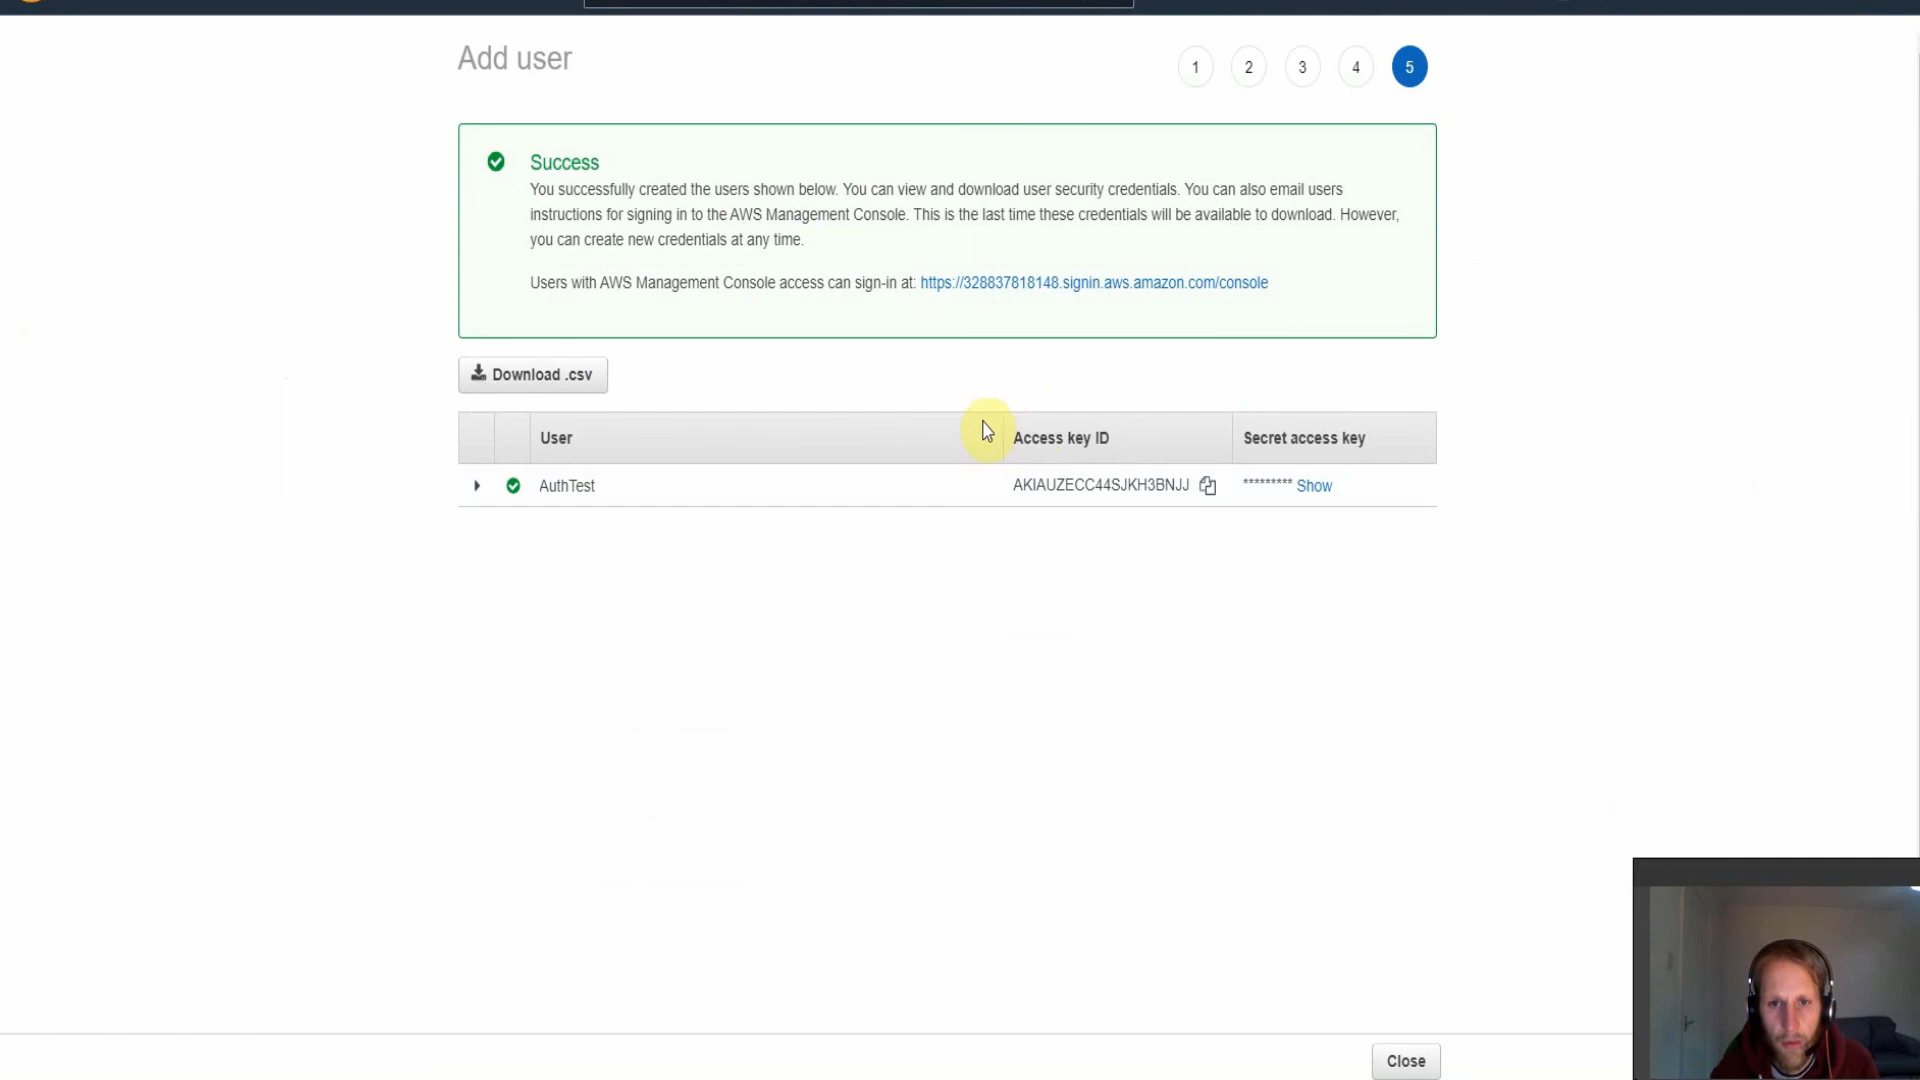 Add user
1 2 3 4 5
Success
You successfully created the users shown below. You can view and download user security credentials. You can also email users
instructions for signing in to the AWS Management Console. This is the last time these credentials will be available to download. However,
you can create new credentials at any time.
Users with AWS Management Console access can sign-in at: https://328837818148.signin.aws.amazon.com/console
Download .csv
User Access key ID Secret access key
AuthTest AKIAUZECC44SJKH3BNJJ ********* Show
Close